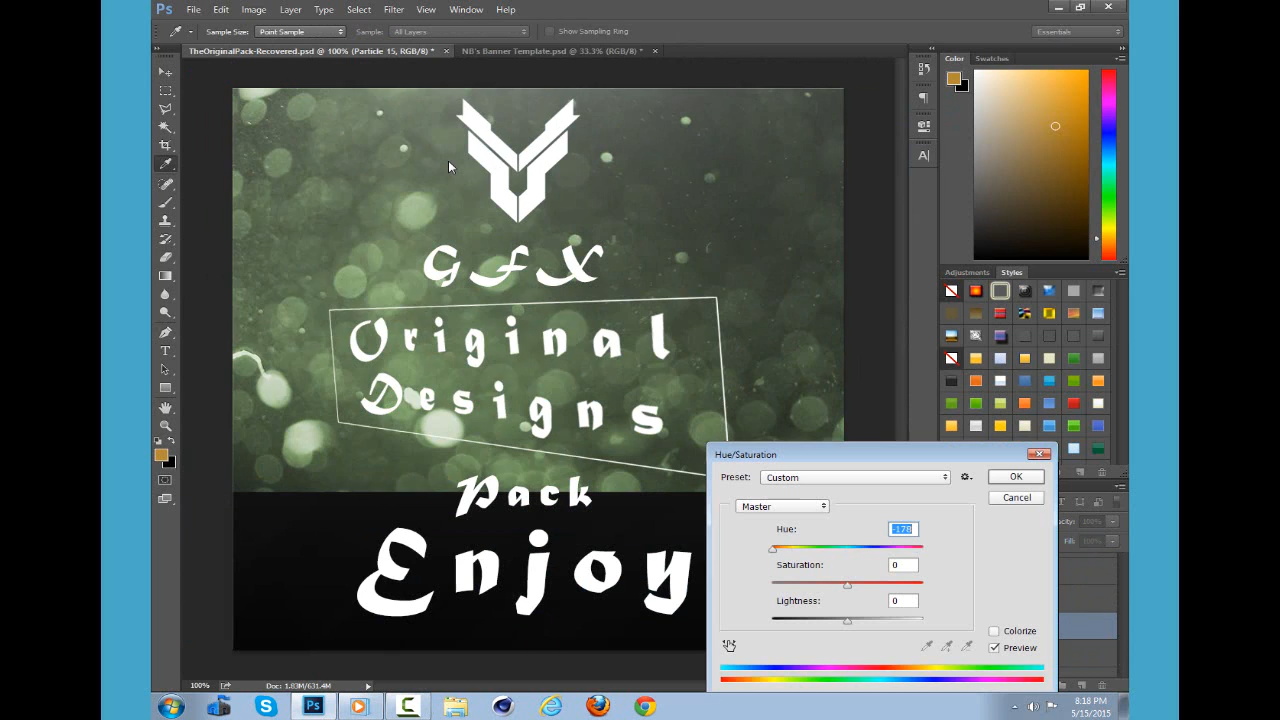 Ps File Edit Image Layer Type Select Filter View Window Help
Sample Size: Point Sample Sample: All Layers Show Sampling Ring Essentials
TheOriginalPack-Recovered.psd @ 100% (Particle 15, RGB/8) * × NB's Banner Template.psd @ 33.3% (RGB/8) * ×
Color Swatches
GFX
Original
Designs
Pack
Enjoy
Adjustments Styles
Hue/Saturation
Preset: Custom OK
Cancel
Master
Hue: -178
Saturation: 0
Lightness: 0
Colorize
Preview
100%
Fill: 100%
100% Doc: 1.83M/631.4M
8:18 PM
5/15/2015